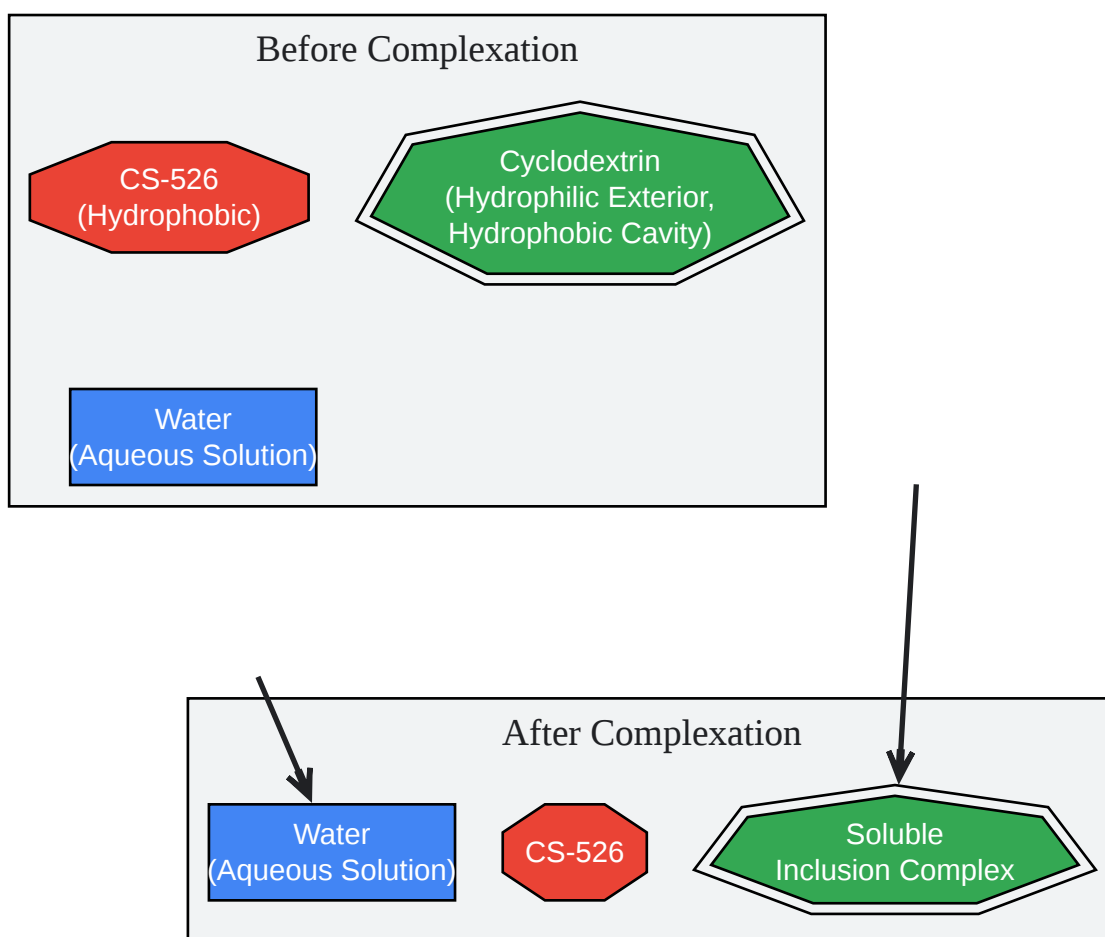 Before Complexation
CS-526
(Hydrophobic)
Cyclodextrin
(Hydrophilic Exterior,
Hydrophobic Cavity)
Water
(Aqueous Solution)
After Complexation
Water
(Aqueous Solution)
CS-526
Soluble
Inclusion Complex